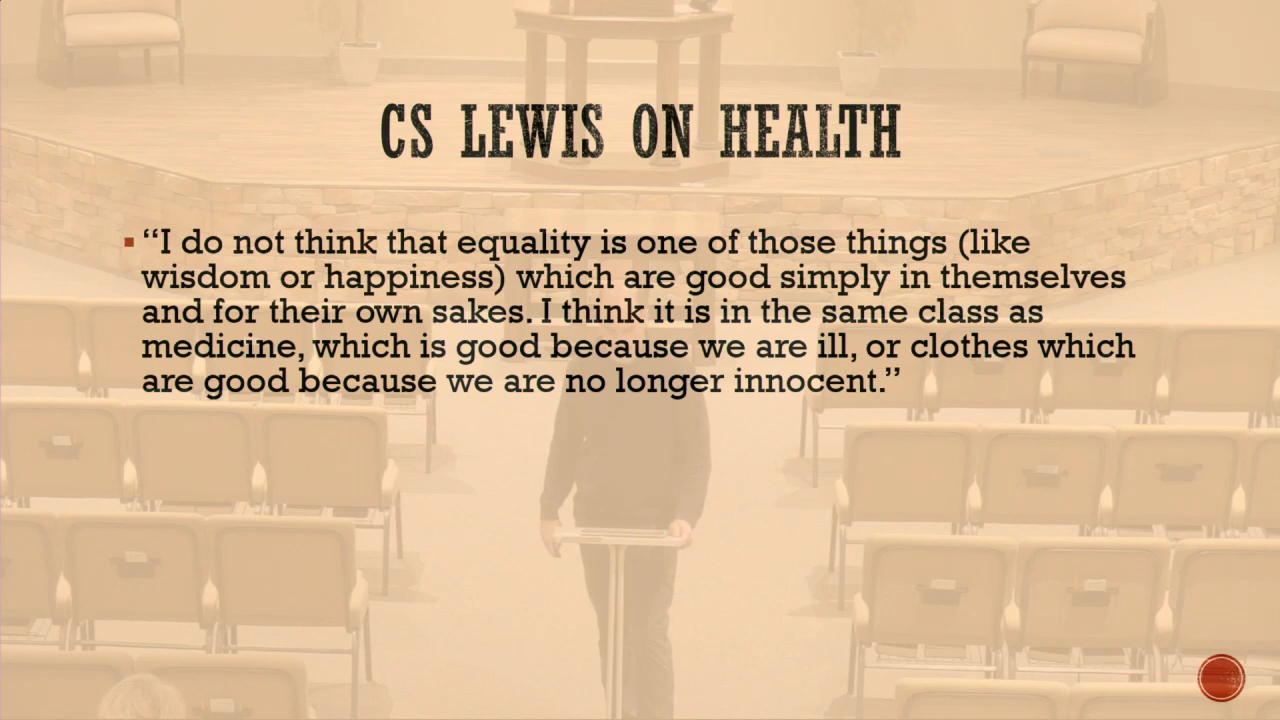 CS LEWIS ON HEALTH
“I do not think that equality is one of those things (like
wisdom or happiness) which are good simply in themselves
and for their own sakes. I think it is in the same class as
medicine, which is good because we are ill, or clothes which
are good because we are no longer innocent.”